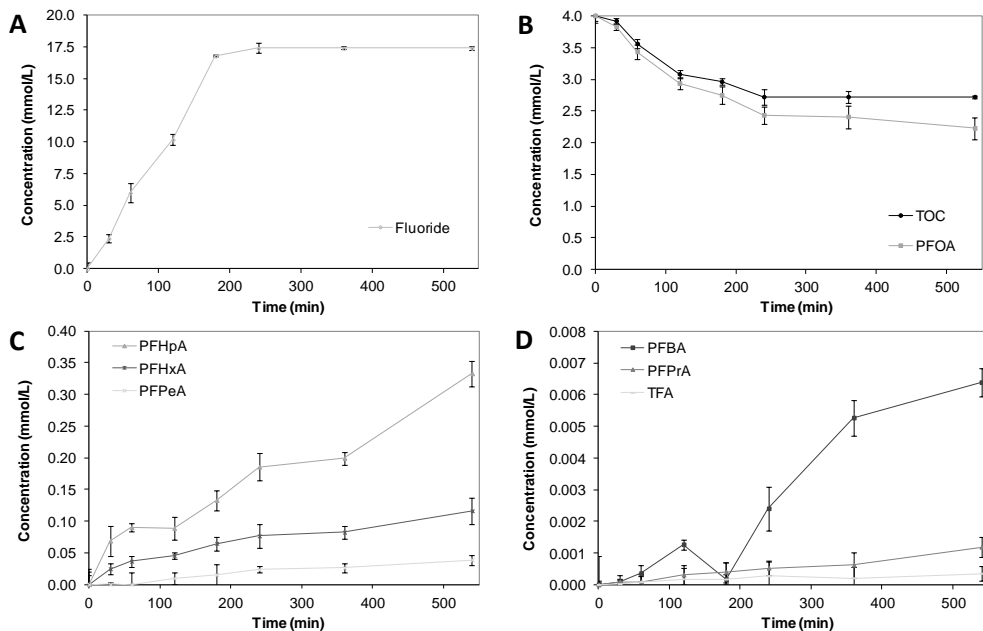 A
20.0
17.5
15.0
12.5
10.0
7.5
5.0
2.5
0.0
Concentration (mmol/L)
0 100 200 300 400 500
Time (min)
Fluoride
B
4.0
3.5
3.0
2.5
2.0
1.5
1.0
0.5
0.0
Concentration (mmol/L)
0 100 200 300 400 500
Time (min)
TOC
PFOA
C
0.40
0.35
0.30
0.25
0.20
0.15
0.10
0.05
0.00
Concentration (mmol/L)
0 100 200 300 400 500
Time (min)
PFHpA
PFHxA
PFPeA
D
0.008
0.007
0.006
0.005
0.004
0.003
0.002
0.001
0.000
Concentration (mmol/L)
0 100 200 300 400 500
Time (min)
PFBA
PFPrA
TFA